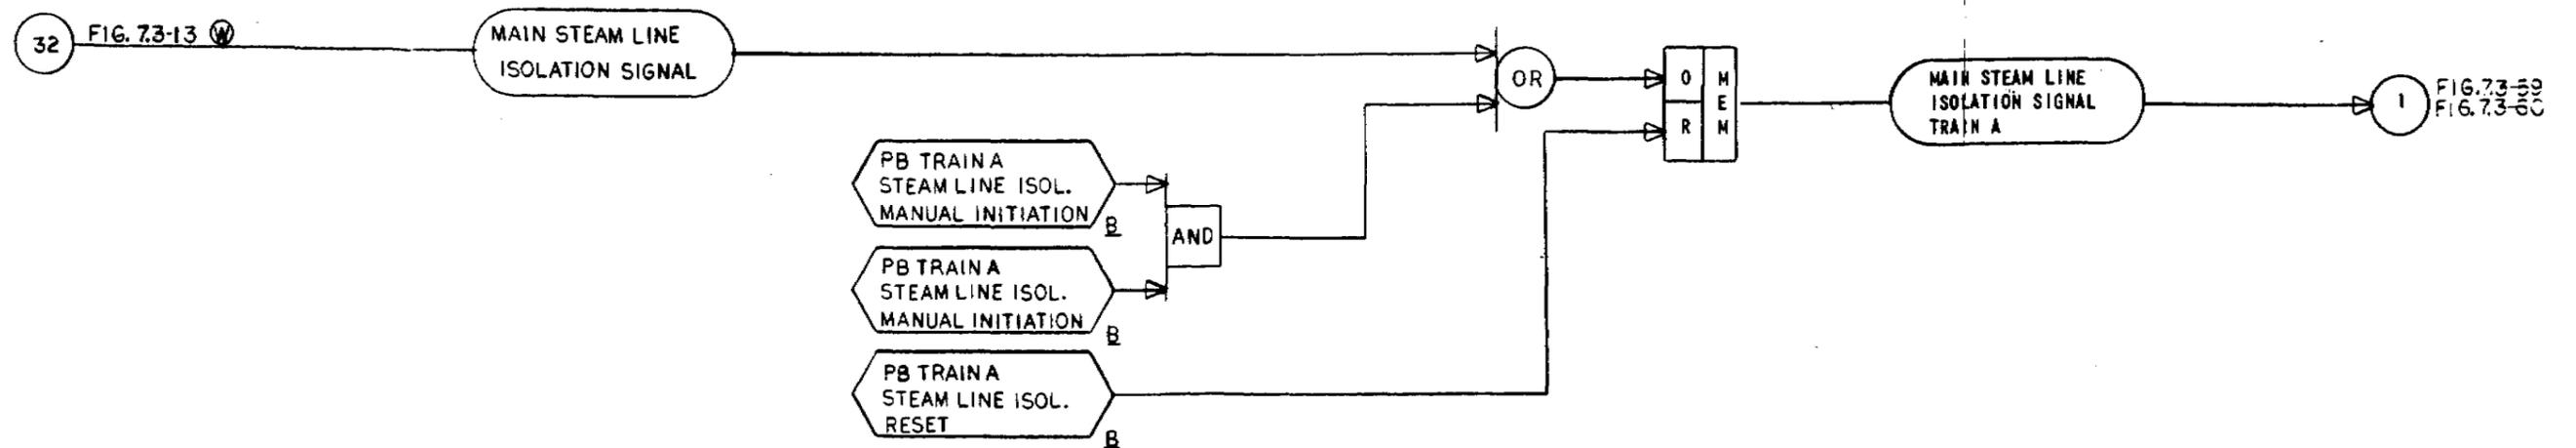 32
FIG. 7.3-13 W
MAIN STEAM LINE
ISOLATION SIGNAL
OR
O
R
M
E
M
MAIN STEAM LINE
ISOLATION SIGNAL
TRAIN A
1
FIG.7.3-59
FIG.7.3-60
PB TRAIN A
STEAM LINE ISOL.
MANUAL INITIATION
B
AND
PB TRAIN A
STEAM LINE ISOL.
MANUAL INITIATION
B
PB TRAIN A
STEAM LINE ISOL.
RESET
B